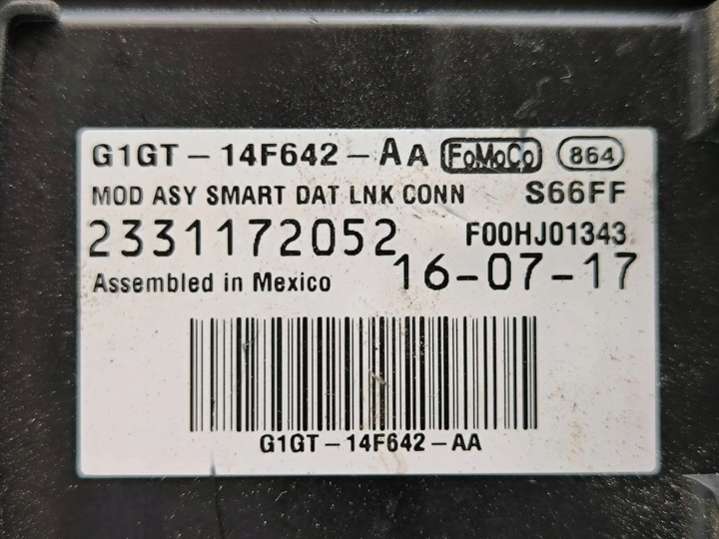 G1GT-14F642-AA FoMoCo 864
MOD ASY SMART DAT LNK CONN S66FF
2331172052 F00HJ01343
Assembled in Mexico 16-07-17
G1GT-14F642-AA